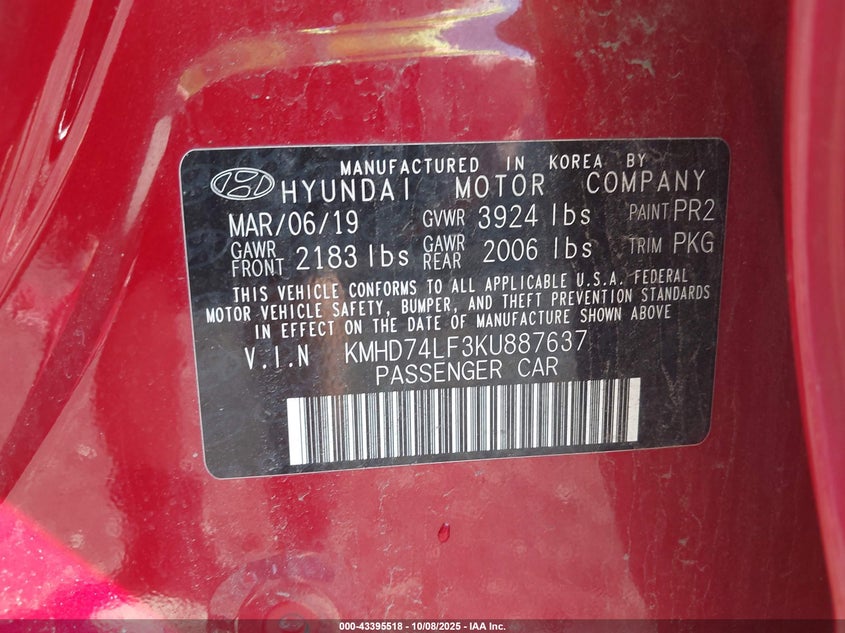 MANUFACTURED IN KOREA BY
HYUNDAI MOTOR COMPANY
MAR/06/19 GVWR 3924 lbs PAINT PR2
GAWR FRONT 2183 lbs GAWR REAR 2006 lbs TRIM PKG
THIS VEHICLE CONFORMS TO ALL APPLICABLE U.S.A. FEDERAL
MOTOR VEHICLE SAFETY, BUMPER, AND THEFT PREVENTION STANDARDS
IN EFFECT ON THE DATE OF MANUFACTURE SHOWN ABOVE
V.I.N KMHD74LF3KU887637
PASSENGER CAR
000-43395518 - 10/08/2025 - IAA Inc.